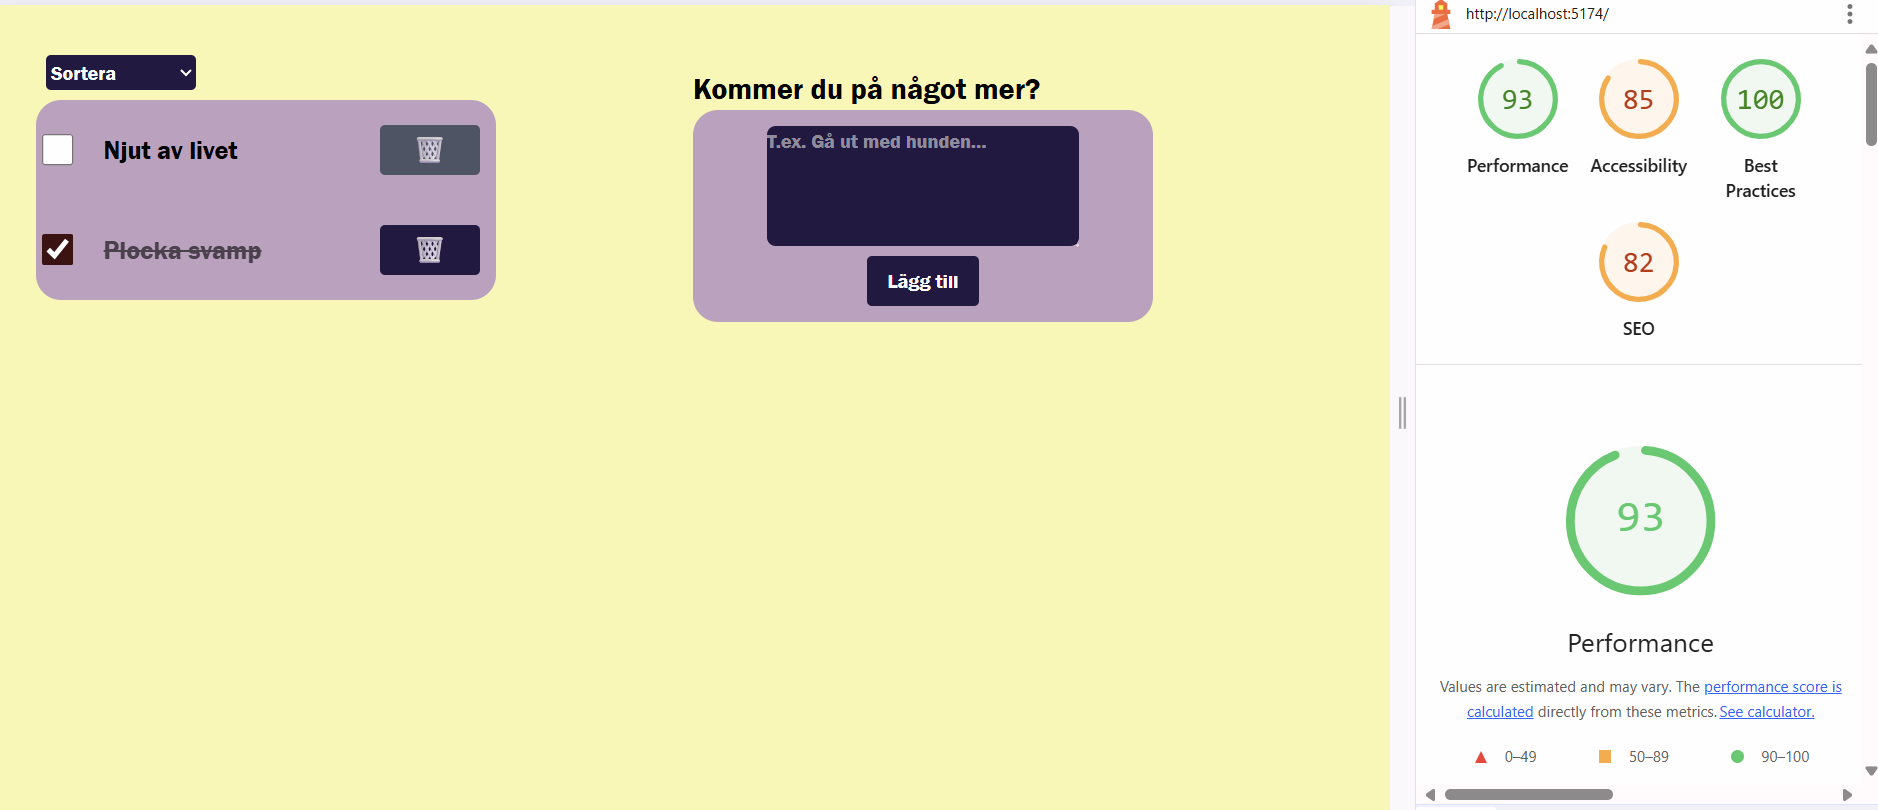 Sortera
Njut av livet
Plocka svamp
Kommer du på något mer?
T.ex. Gå ut med hunden...
Lägg till
http://localhost:5174/
93
Performance
85
Accessibility
100
Best
Practices
82
SEO
93
Performance
Values are estimated and may vary. The performance score is
calculated directly from these metrics. See calculator.
0–49
50–89
90–100